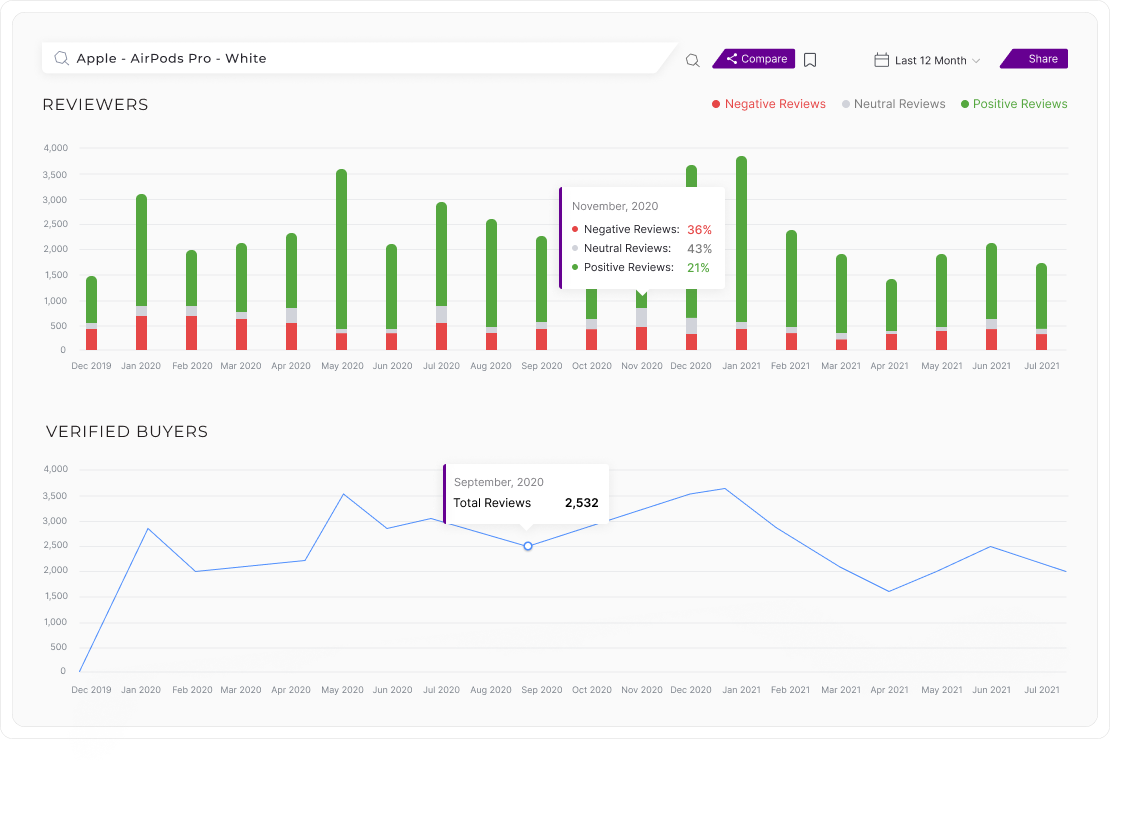 Apple - AirPods Pro - White
Compare
Last 12 Month
Share
REVIEWERS
Negative Reviews
Neutral Reviews
Positive Reviews
4,000
3,500
3,000
2,500
2,000
1,500
1,000
500
0
November, 2020
Negative Reviews: 36%
Neutral Reviews: 43%
Positive Reviews: 21%
Dec 2019 Jan 2020 Feb 2020 Mar 2020 Apr 2020 May 2020 Jun 2020 Jul 2020 Aug 2020 Sep 2020 Oct 2020 Nov 2020 Dec 2020 Jan 2021 Feb 2021 Mar 2021 Apr 2021 May 2021 Jun 2021 Jul 2021
VERIFIED BUYERS
4,000
3,500
3,000
2,500
2,000
1,500
1,000
500
0
September, 2020
Total Reviews 2,532
Dec 2019 Jan 2020 Feb 2020 Mar 2020 Apr 2020 May 2020 Jun 2020 Jul 2020 Aug 2020 Sep 2020 Oct 2020 Nov 2020 Dec 2020 Jan 2021 Feb 2021 Mar 2021 Apr 2021 May 2021 Jun 2021 Jul 2021